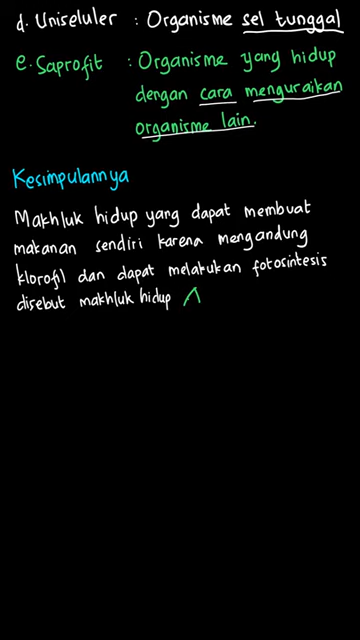 d. Uniseluler : Organisme sel tunggal
e. Saprofit : Organisme yang hidup
dengan cara menguraikan
organisme lain.
Kesimpulannya
Makhluk hidup yang dapat membuat
makanan sendiri karena mengandung
klorofil dan dapat melakukan fotosintesis
disebut makhluk hidup